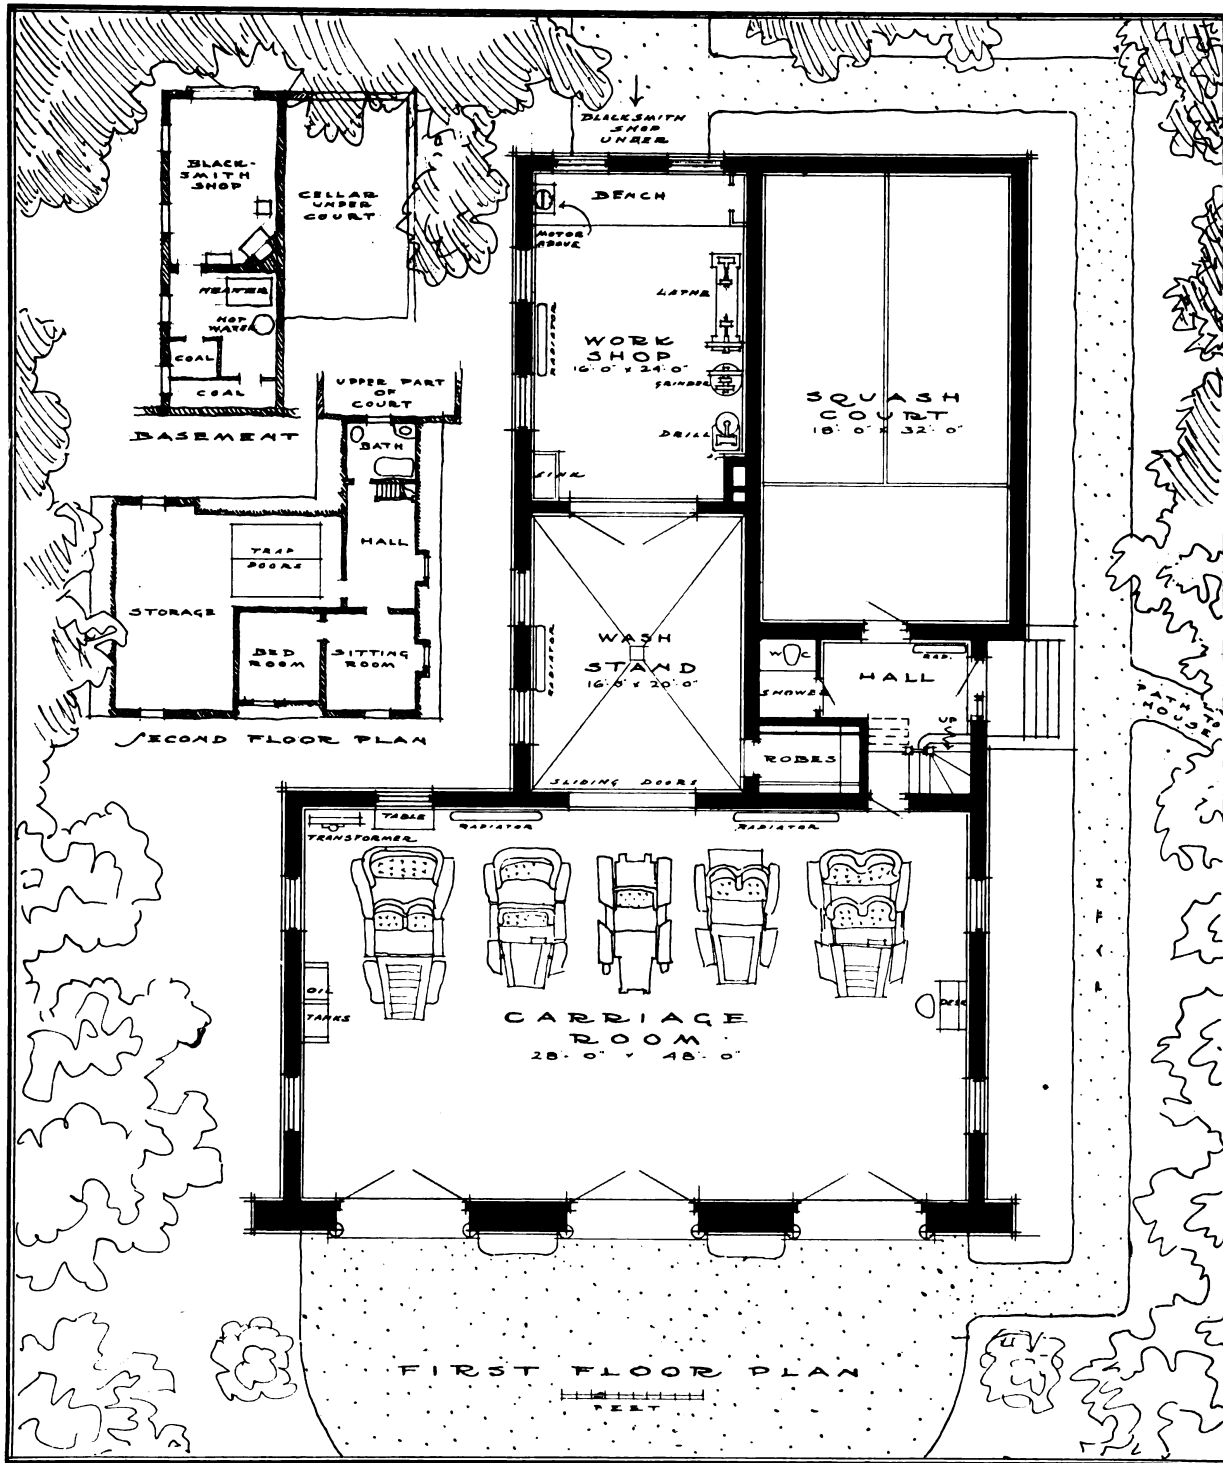 BLACKSMITH
SHOP
UNDER
BLACK-
SMITH
SHOP
CELLAR
UNDER
COURT
HEATER
HOT
WATER
COAL
COAL
BASEMENT
UPPER PART
OF
COURT
BATH
HALL
TRAP
DOORS
STORAGE
BED
ROOM
SITTING
ROOM
SECOND FLOOR PLAN
BENCH
MOTOR
ABOVE
LATHE
RADIATOR
WORK
SHOP
16'-0" x 24'-0"
GRINDER
DRILL
SINK
SQUASH
COURT
18'-0" x 32'-0"
WASH
STAND
16'-0" x 20'-0"
RADIATOR
W C
SHOWER
RAD.
HALL
UP
ROBES
SLIDING DOORS
PATH TO
HOUSE
TRANSFORMER
TABLE
RADIATOR
RADIATOR
OIL
TANKS
DESK
CARRIAGE
ROOM
28'-0" x 48'-0"
FIRST FLOOR PLAN
FEET